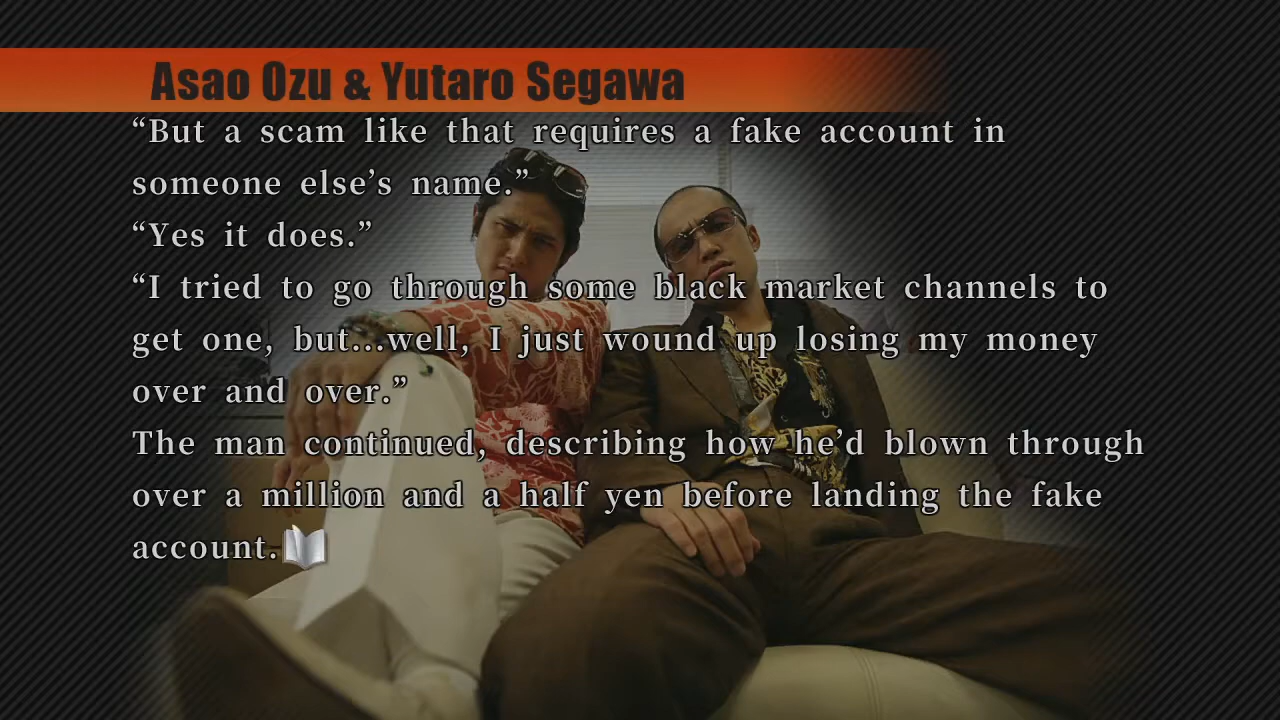 Asao Ozu & Yutaro Segawa
“But a scam like that requires a fake account in
someone else’s name.”
“Yes it does.”
“I tried to go through some black market channels to
get one, but...well, I just wound up losing my money
over and over.”
The man continued, describing how he’d blown through
over a million and a half yen before landing the fake
account.